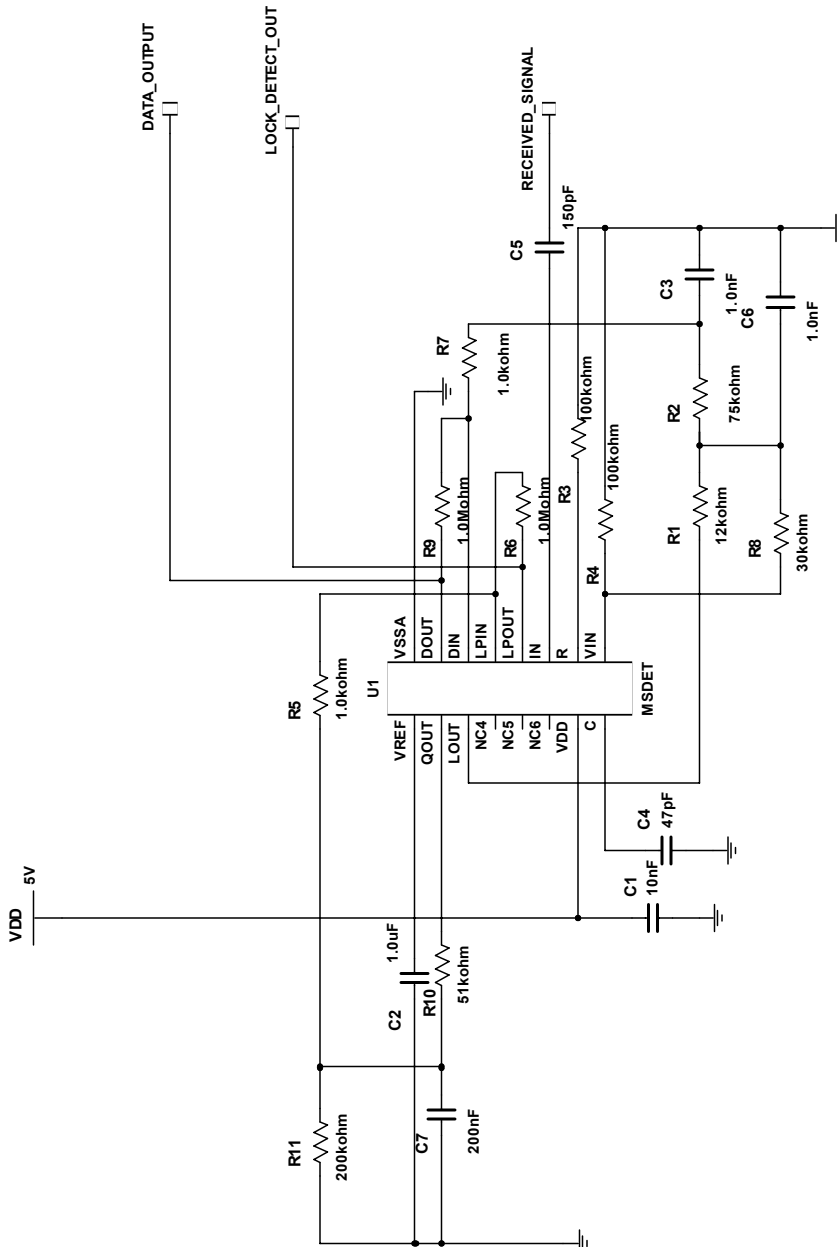 DATA_OUTPUT
LOCK_DETECT_OUT
RECEIVED_SIGNAL
C5
150pF
C3
1.0nF
C6
1.0nF
R7
1.0kohm
R2
75kohm
R3
100kohm
R4
100kohm
R9
1.0Mohm
R6
1.0Mohm
R1
12kohm
R8
30kohm
R5
1.0kohm
U1
MSDET
VSSA
DOUT
DIN
LPIN
LPOUT
IN
R
VIN
VREF
QOUT
LOUT
NC4
NC5
NC6
VDD
C
C4
47pF
C1
10nF
VDD
5V
C2
1.0uF
R10
51kohm
R11
200kohm
C7
200nF